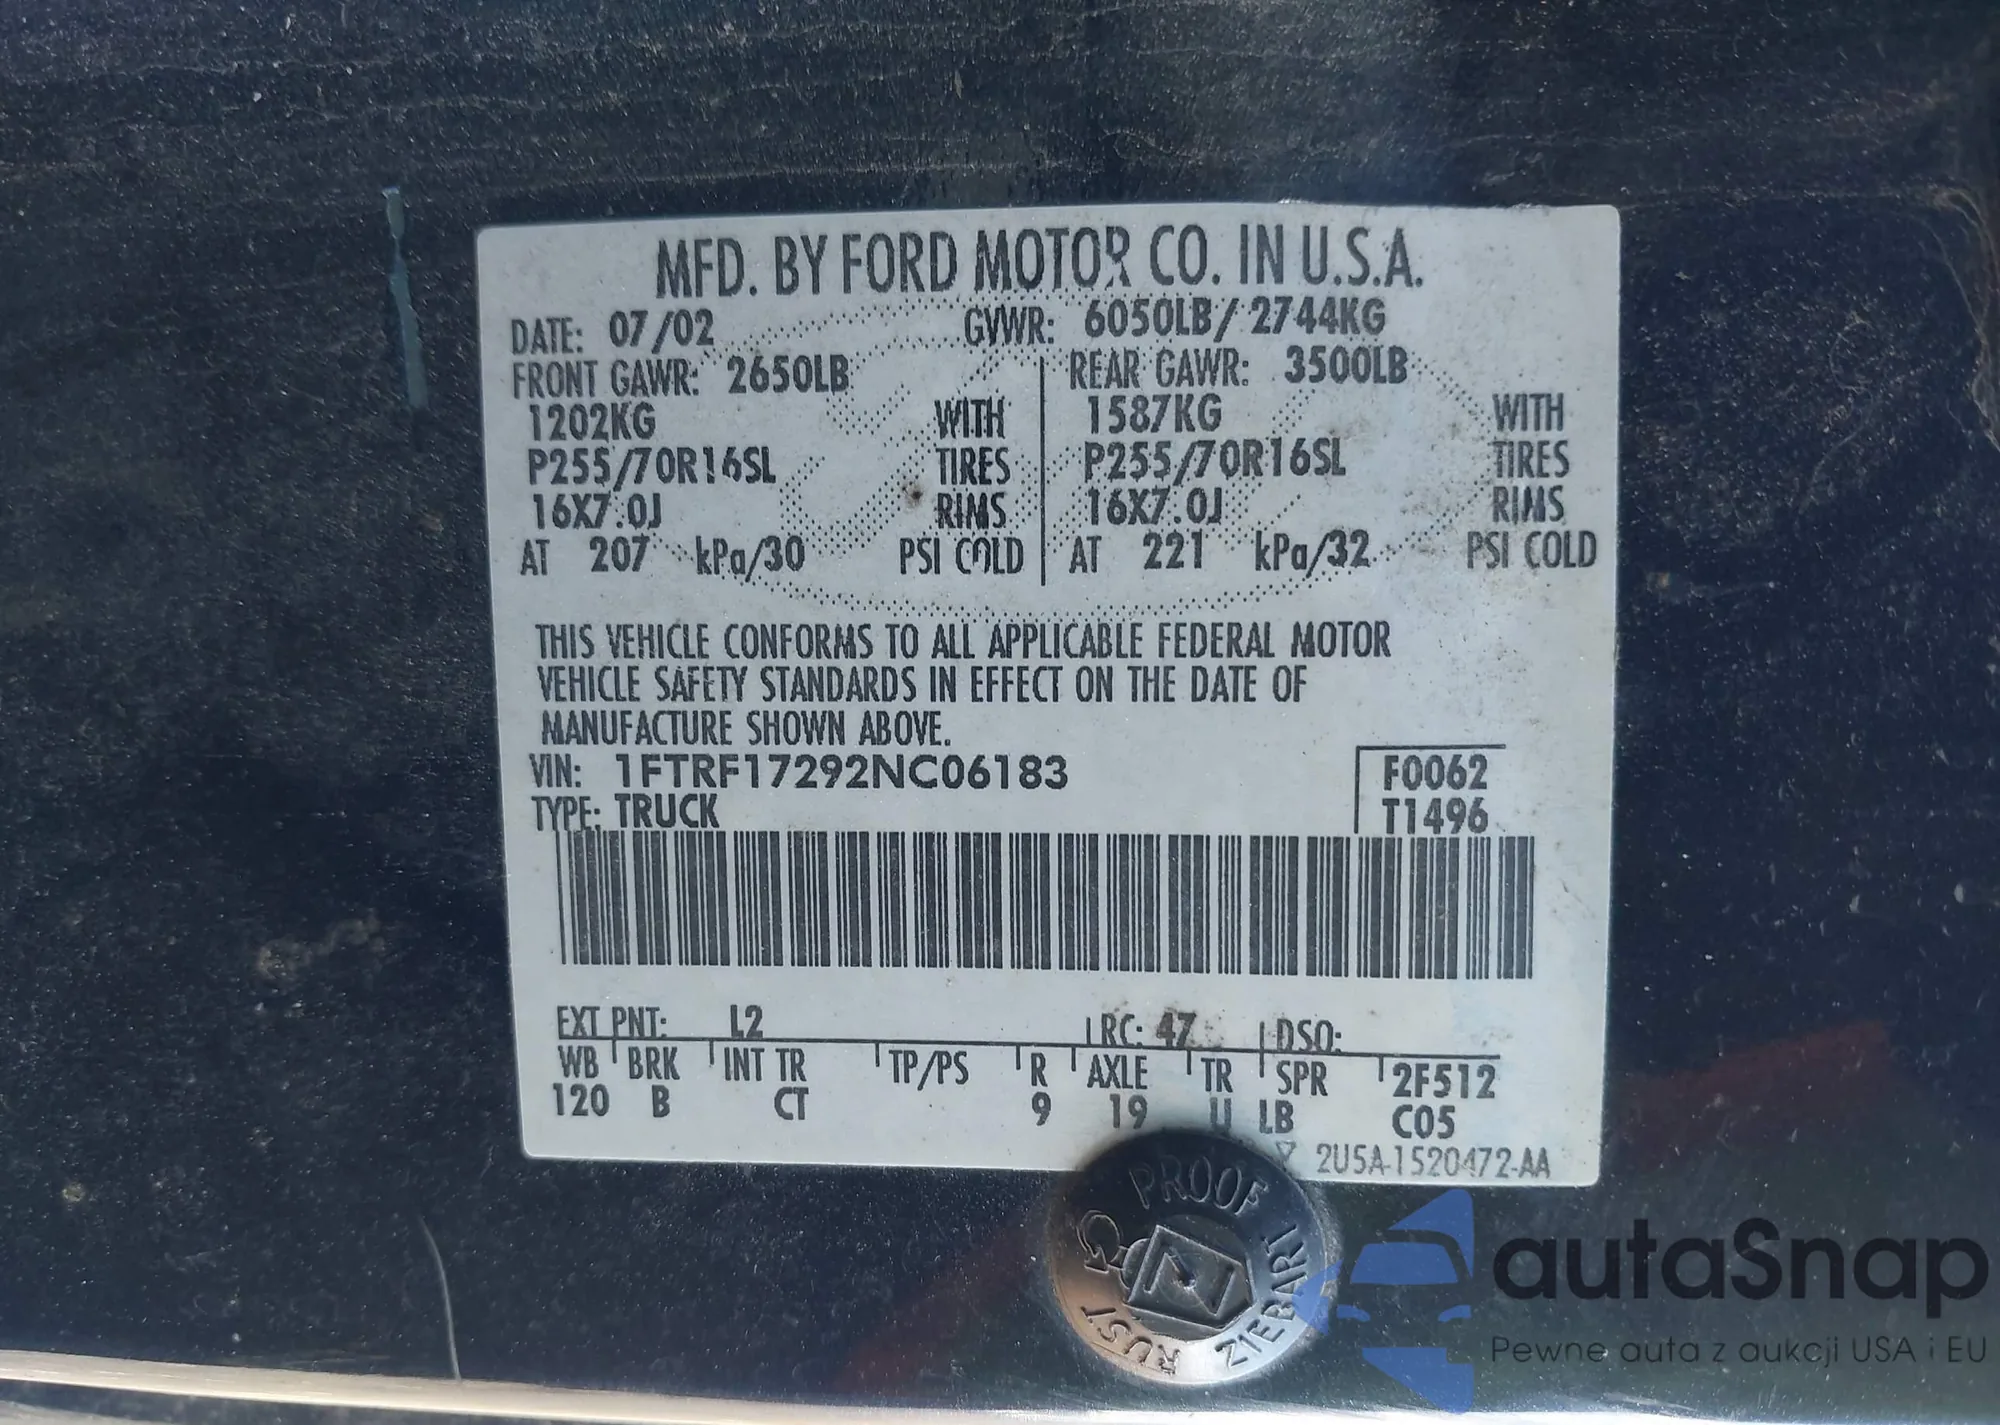 MFD. BY FORD MOTOR CO. IN U.S.A.
DATE: 07/02 GVWR: 6050LB/ 2744KG
FRONT GAWR: 2650LB REAR GAWR: 3500LB
1202KG WITH 1587KG WITH
P255/70R16SL TIRES P255/70R16SL TIRES
16X7.0J RIMS 16X7.0J RIMS
AT 207 kPa/30 PSI COLD AT 221 kPa/32 PSI COLD
THIS VEHICLE CONFORMS TO ALL APPLICABLE FEDERAL MOTOR
VEHICLE SAFETY STANDARDS IN EFFECT ON THE DATE OF
MANUFACTURE SHOWN ABOVE.
VIN: 1FTRF17292NC06183 F0062
TYPE: TRUCK T1496
EXT PNT: L2 RC: 47 DSO:
WB BRK INT TR TP/PS R AXLE TR SPR 2F512
120 B CT 9 19 U LB C05
2U5A-1520472-AA
RUST PROOF ZIEBART
autaSnap
Pewne auta z aukcji USA i EU